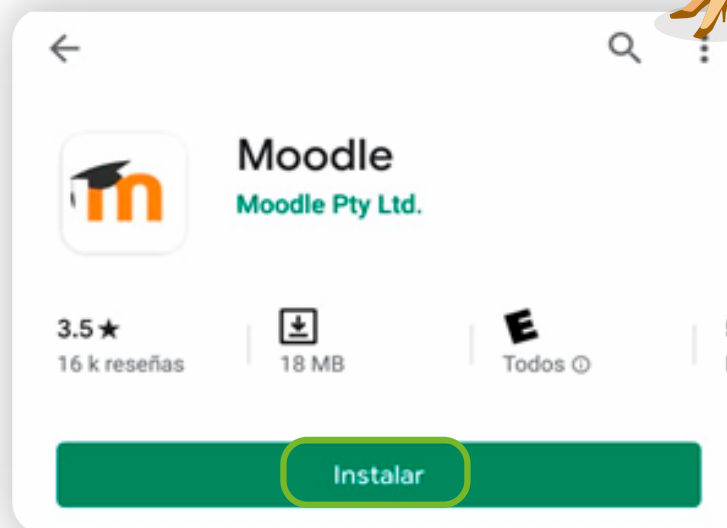 Moodle
Moodle Pty Ltd.
3.5★
16 k reseñas
18 MB
E
Todos
Instalar